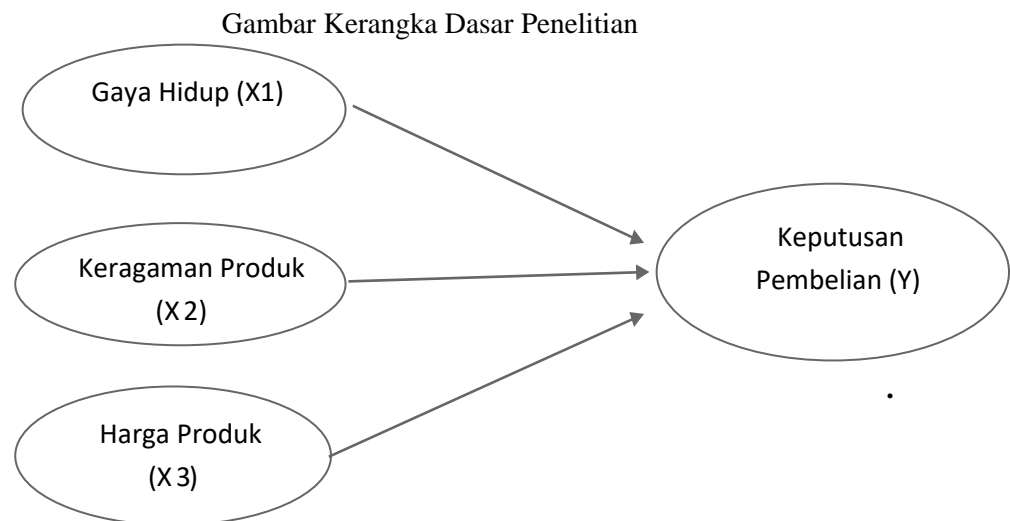 Gambar Kerangka Dasar Penelitian
Gaya Hidup (X1)
Keragaman Produk
(X 2)
Harga Produk
(X 3)
Keputusan
Pembelian (Y)
.